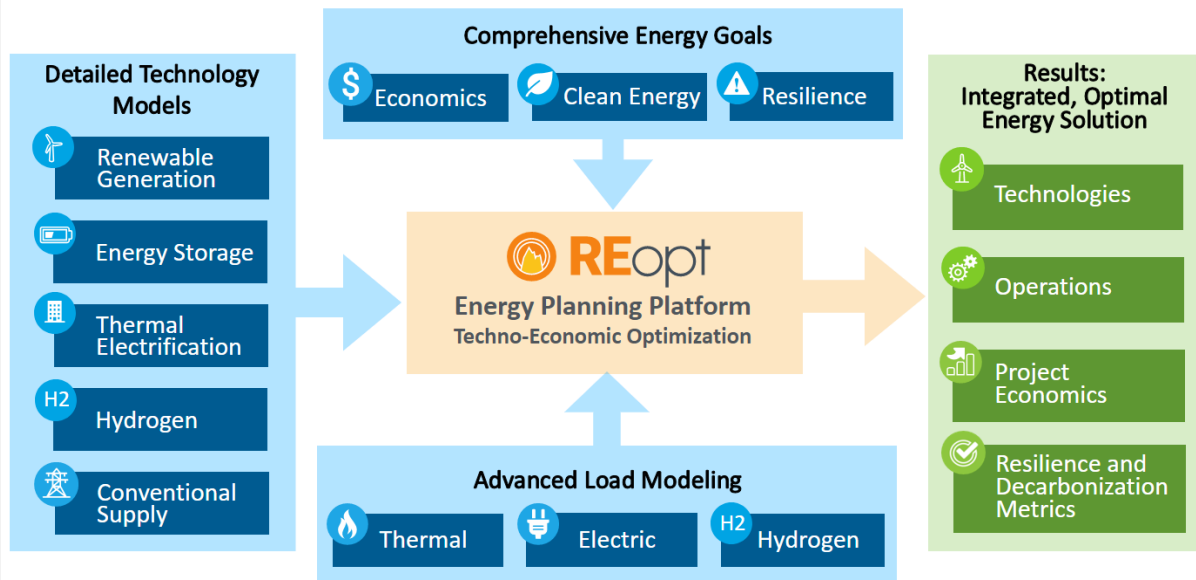 Detailed Technology
Models
Renewable
Generation
Energy Storage
Thermal
Electrification
H2
Hydrogen
Conventional
Supply
Comprehensive Energy Goals
$
Economics
Clean Energy
Resilience
REopt
Energy Planning Platform
Techno-Economic Optimization
Advanced Load Modeling
Thermal
Electric
H2
Hydrogen
Results:
Integrated, Optimal
Energy Solution
Technologies
Operations
Project
Economics
Resilience and
Decarbonization
Metrics